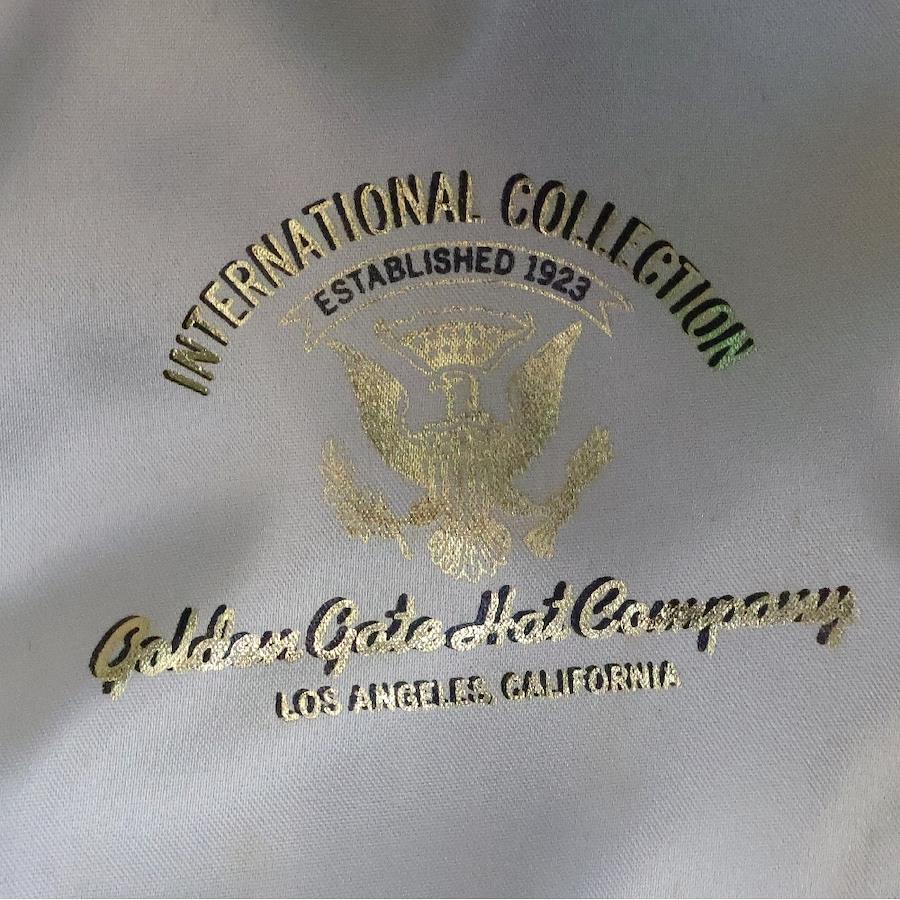 INTERNATIONAL COLLECTION
ESTABLISHED 1923
Golden Gate Hat Company
LOS ANGELES, CALIFORNIA